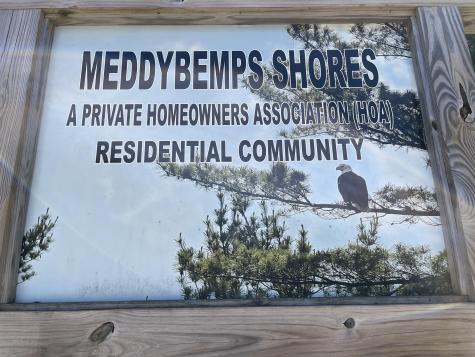 MEDDYBEMPS SHORES
A PRIVATE HOMEOWNERS ASSOCIATION (HOA)
RESIDENTIAL COMMUNITY